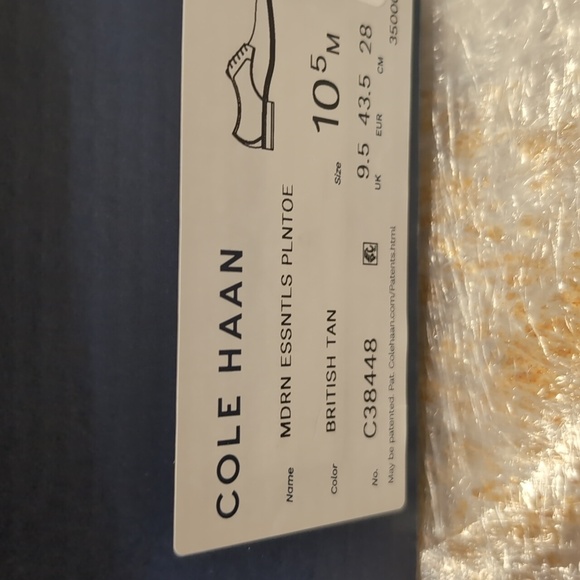 COLE HAAN
Name MDRN ESSNTLS PLNTOE
Color BRITISH TAN
Size 10 5 M
No. C38448
9.5 43.5 28
UK EUR CM
May be patented. Pat. Colehaan.com/Patents.html